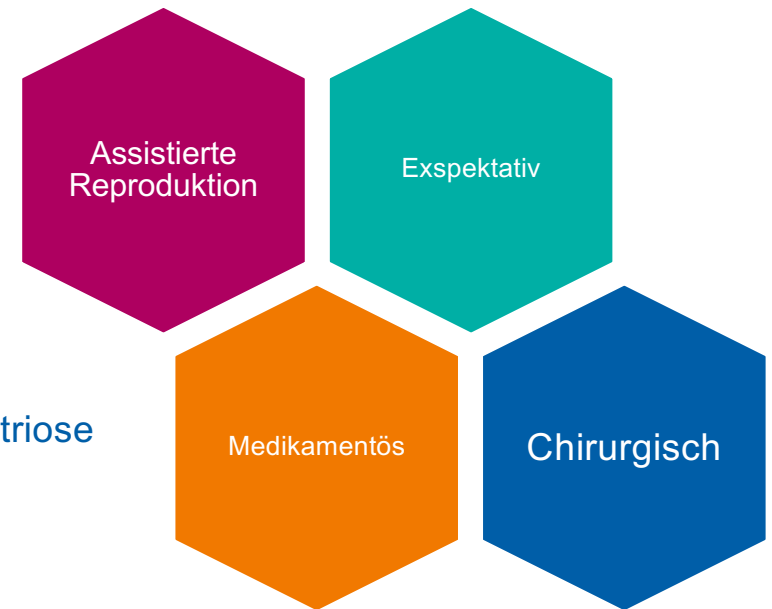 Assistierte
Reproduktion
Exspektativ
triose
Medikamentös
Chirurgisch